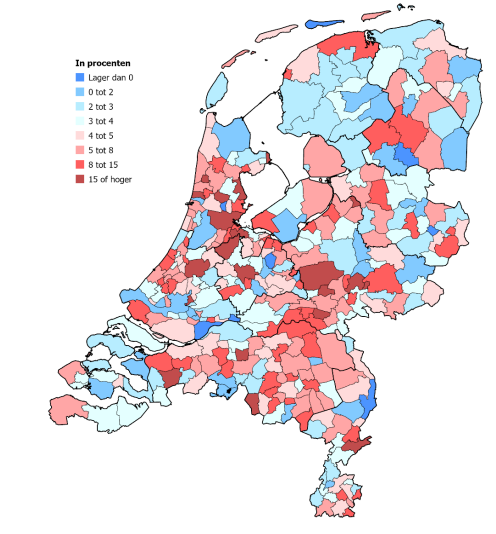 In procenten
Lager dan 0
0 tot 2
2 tot 3
3 tot 4
4 tot 5
5 tot 8
8 tot 15
15 of hoger